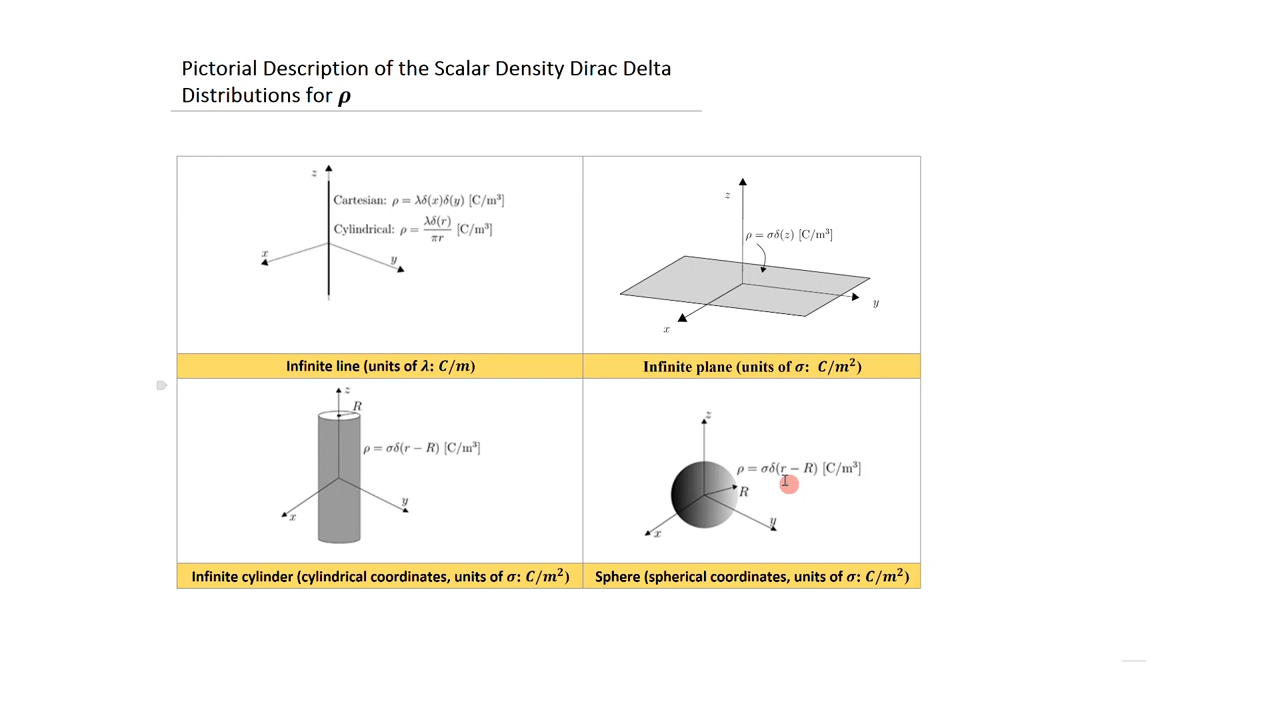 Pictorial Description of the Scalar Density Dirac Delta
Distributions for ρ
z
Cartesian: ρ = λδ(x)δ(y) [C/m³]
Cylindrical: ρ = λδ(r)/πr [C/m³]
x
y
z
ρ = σδ(z) [C/m³]
y
x
Infinite line (units of λ: C/m)
Infinite plane (units of σ: C/m²)
z
R
ρ = σδ(r − R) [C/m³]
y
x
z
ρ = σδ(r − R) [C/m³]
R
y
x
Infinite cylinder (cylindrical coordinates, units of σ: C/m²)
Sphere (spherical coordinates, units of σ: C/m²)